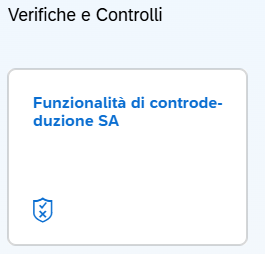 Verifiche e Controlli
Funzionalità di controde-
duzione SA